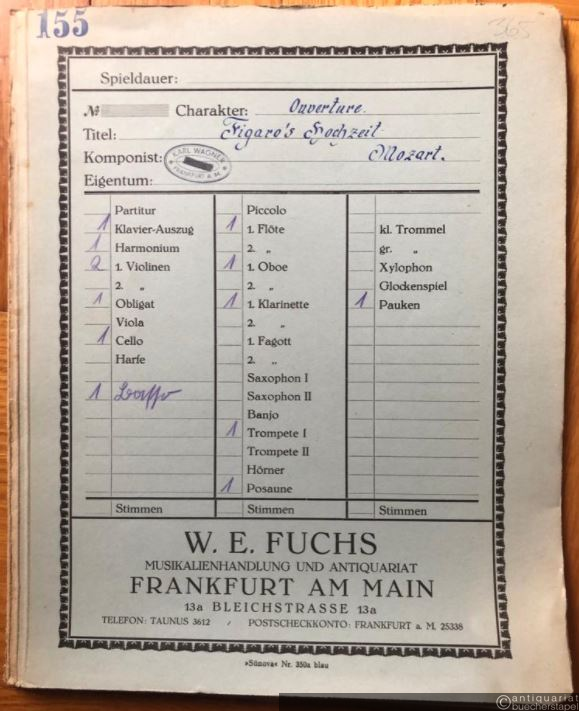 155
365
Spieldauer:
№ Charakter: Ouverture.
Titel: Figaro's Hochzeit
Komponist: Mozart.
KARL WAGNER
FRANKFURT A. M.
Eigentum:
Partitur
1 Klavier-Auszug
1 Harmonium
2 1. Violinen
2. „
1 Obligat
Viola
1 Cello
Harfe
1 Basso
Stimmen
Piccolo
1 1. Flöte
2. „
1 1. Oboe
2. „
1 1. Klarinette
2. „
1. Fagott
2. „
Saxophon I
Saxophon II
Banjo
1 Trompete I
Trompete II
Hörner
1 Posaune
Stimmen
kl. Trommel
gr. „
Xylophon
Glockenspiel
1 Pauken
Stimmen
W. E. FUCHS
MUSIKALIENHANDLUNG UND ANTIQUARIAT
FRANKFURT AM MAIN
13a BLEICHSTRASSE 13a
TELEFON: TAUNUS 3612 / POSTSCHECKKONTO: FRANKFURT a. M. 25338
»Sünova« Nr. 350a blau
©antiquariat
buecherstapel